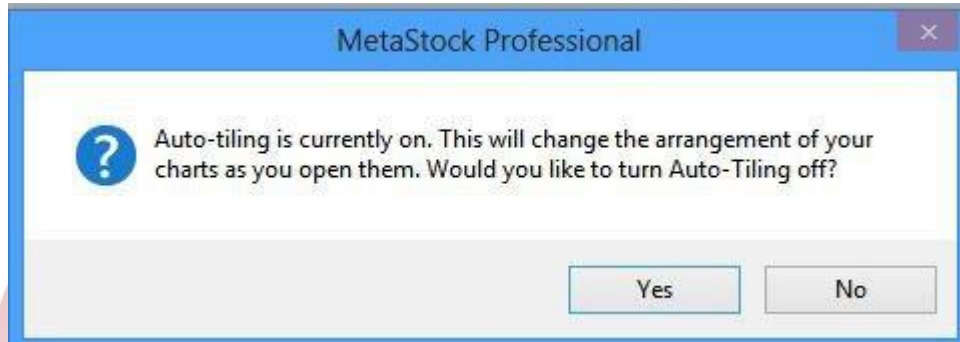 MetaStock Professional
Auto-tiling is currently on. This will change the arrangement of your
charts as you open them. Would you like to turn Auto-Tiling off?
Yes No